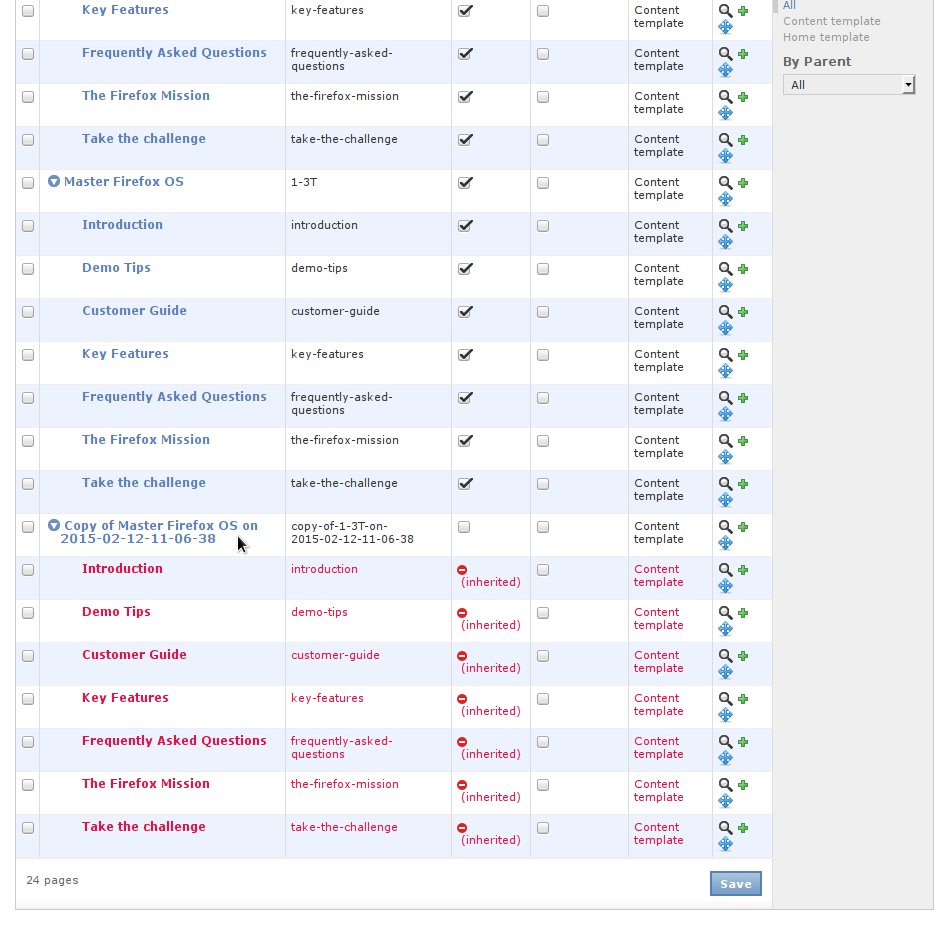 Key Features key-features Content template
Frequently Asked Questions frequently-asked-questions Content template
The Firefox Mission the-firefox-mission Content template
Take the challenge take-the-challenge Content template
Master Firefox OS 1-3T Content template
Introduction introduction Content template
Demo Tips demo-tips Content template
Customer Guide customer-guide Content template
Key Features key-features Content template
Frequently Asked Questions frequently-asked-questions Content template
The Firefox Mission the-firefox-mission Content template
Take the challenge take-the-challenge Content template
Copy of Master Firefox OS on 2015-02-12-11-06-38 copy-of-1-3T-on-2015-02-12-11-06-38 Content template
Introduction introduction (inherited) Content template
Demo Tips demo-tips (inherited) Content template
Customer Guide customer-guide (inherited) Content template
Key Features key-features (inherited) Content template
Frequently Asked Questions frequently-asked-questions (inherited) Content template
The Firefox Mission the-firefox-mission (inherited) Content template
Take the challenge take-the-challenge (inherited) Content template
24 pages
Save
All
Content template
Home template
By Parent
All